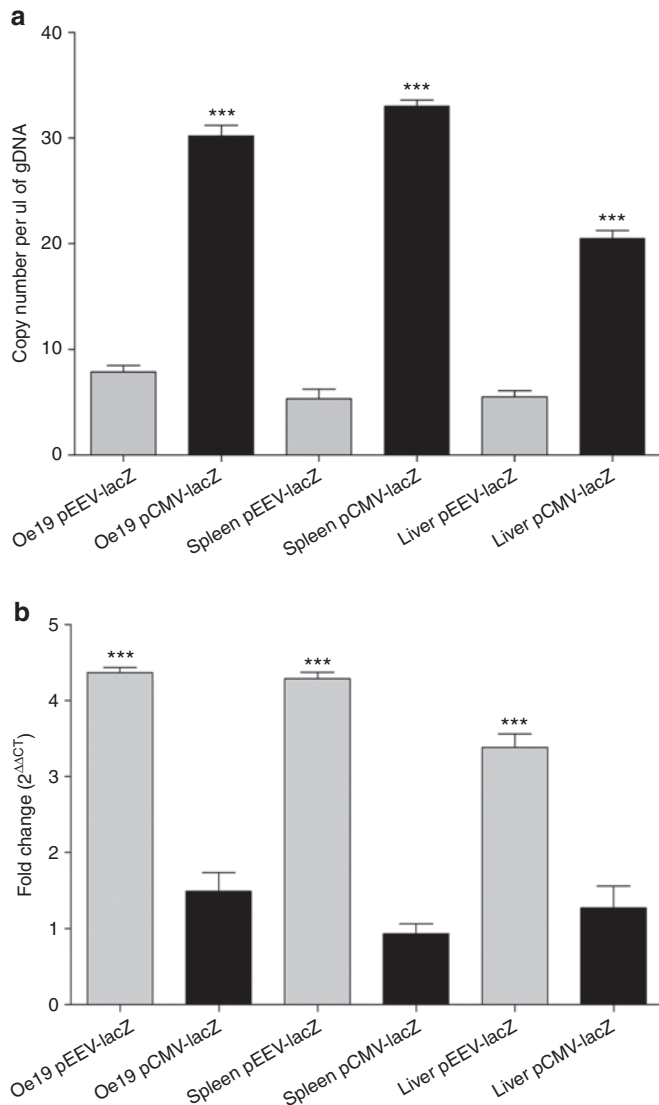 a
Copy number per ul of gDNA
40
30
20
10
0
***
***
***
Oe19 pEEV-lacZ
Oe19 pCMV-lacZ
Spleen pEEV-lacZ
Spleen pCMV-lacZ
Liver pEEV-lacZ
Liver pCMV-lacZ
b
Fold change (2^ΔΔCT)
5
4
3
2
1
0
***
***
***
Oe19 pEEV-lacZ
Oe19 pCMV-lacZ
Spleen pEEV-lacZ
Spleen pCMV-lacZ
Liver pEEV-lacZ
Liver pCMV-lacZ